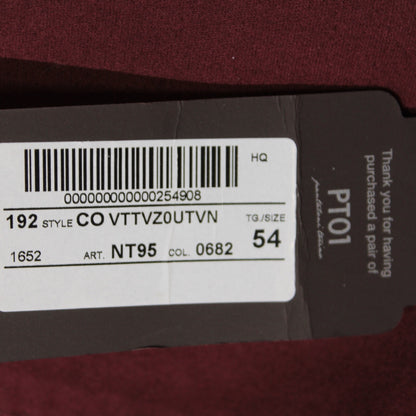 HQ
000000000000254908
192 STYLE CO VTTVZ0UTVN TG./SIZE
1652 ART. NT95 COL. 0682 54
Thank you for having
purchased a pair of
PT01